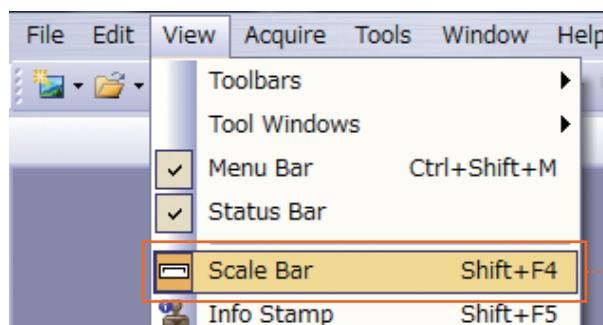 File Edit View Acquire Tools Window Help
Toolbars
Tool Windows
Menu Bar Ctrl+Shift+M
Status Bar
Scale Bar Shift+F4
Info Stamp Shift+F5